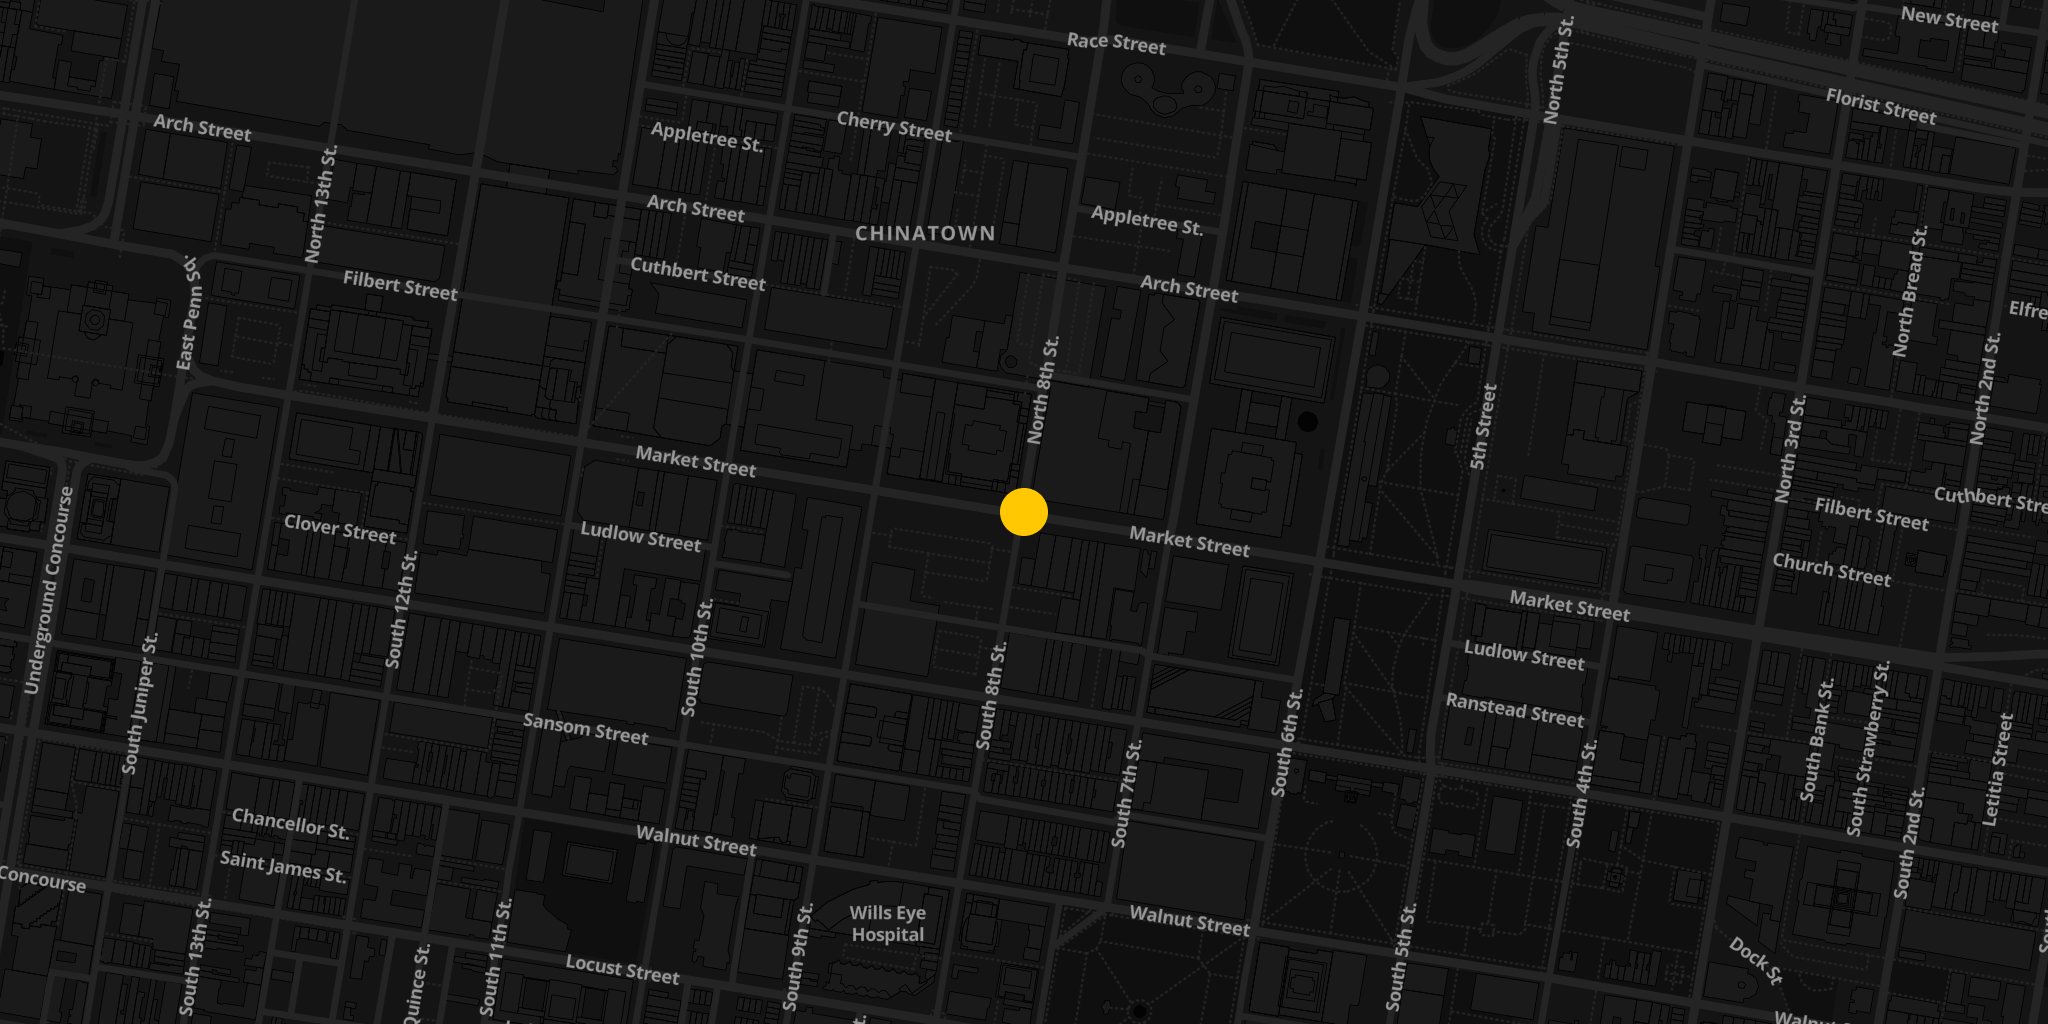 New Street
Race Street
North 5th St.
Florist Street
Arch Street
Appletree St.
Cherry Street
North 13th St.
Arch Street
CHINATOWN
Appletree St.
North Bread St.
East Penn Sq.
Filbert Street
Cuthbert Street
Arch Street
Elfre
North 8th St.
5th Street
North 3rd St.
North 2nd St.
Market Street
Cuthbert Stre
Filbert Street
Clover Street
Ludlow Street
Market Street
Church Street
Underground Concourse
South 12th St.
Market Street
South Juniper St.
South 10th St.
South 8th St.
Ludlow Street
Ranstead Street
Sansom Street
South 7th St.
South 6th St.
South 4th St.
South Bank St.
South Strawberry St.
Letitia Street
South 2nd St.
Chancellor St.
Walnut Street
Saint James St.
Concourse
Wills Eye
Hospital
Walnut Street
South 13th St.
Quince St.
South 11th St.
Locust Street
South 9th St.
South 5th St.
Dock St